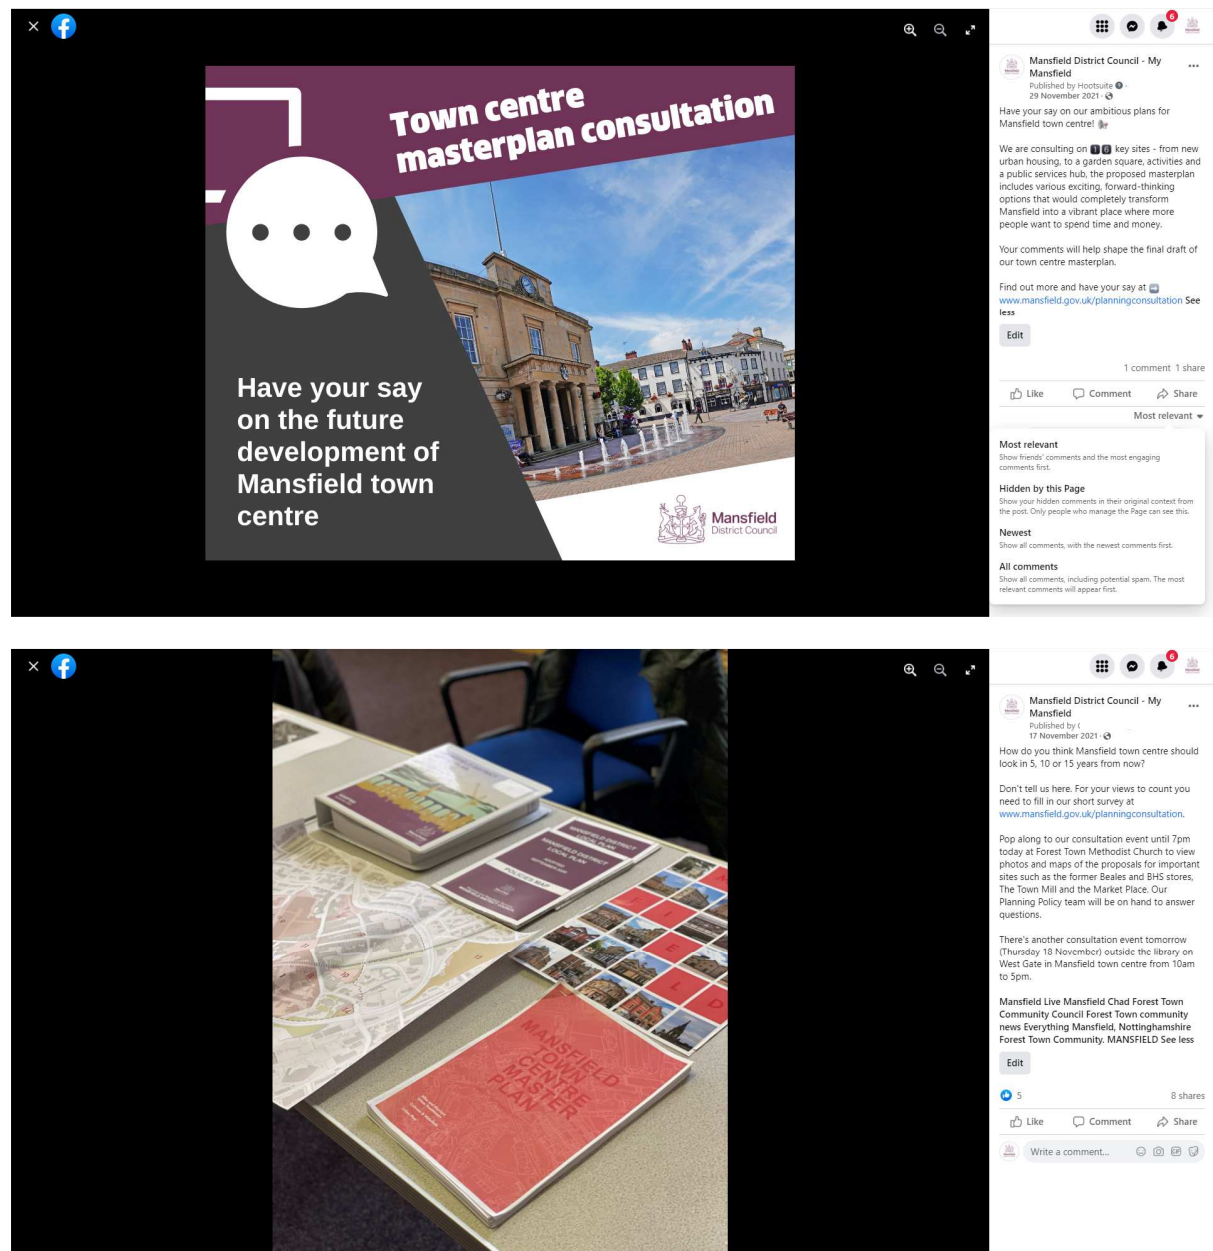 6
Town centre
masterplan consultation
Have your say
on the future
development of
Mansfield town
centre
Mansfield
District Council
Mansfield District Council - My
Mansfield
Published by Hootsuite
29 November 2021
Have your say on our ambitious plans for
Mansfield town centre!
We are consulting on 1 6 key sites - from new
urban housing, to a garden square, activities and
a public services hub, the proposed masterplan
includes various exciting, forward-thinking
options that would completely transform
Mansfield into a vibrant place where more
people want to spend time and money.
Your comments will help shape the final draft of
our town centre masterplan.
Find out more and have your say at
www.mansfield.gov.uk/planningconsultation See
less
Edit
1 comment 1 share
Like Comment Share
Most relevant
Most relevant
Show friends' comments and the most engaging
comments first.
Hidden by this Page
Show your hidden comments in their original context from
the post. Only people who manage the Page can see this.
Newest
Show all comments, with the newest comments first.
All comments
Show all comments, including potential spam. The most
relevant comments will appear first.
6
MANSFIELD DISTRICT
LOCAL PLAN
MANSFIELD DISTRICT
LOCAL PLAN
POLICIES MAP
F
I
E
L
D
MANSFIELD
TOWN
CENTRE
MASTER
PLAN
Mansfield District Council - My
Mansfield
Published by
17 November 2021
How do you think Mansfield town centre should
look in 5, 10 or 15 years from now?
Don't tell us here. For your views to count you
need to fill in our short survey at
www.mansfield.gov.uk/planningconsultation.
Pop along to our consultation event until 7pm
today at Forest Town Methodist Church to view
photos and maps of the proposals for important
sites such as the former Beales and BHS stores,
The Town Mill and the Market Place. Our
Planning Policy team will be on hand to answer
questions.
There's another consultation event tomorrow
(Thursday 18 November) outside the library on
West Gate in Mansfield town centre from 10am
to 5pm.
Mansfield Live Mansfield Chad Forest Town
Community Council Forest Town community
news Everything Mansfield, Nottinghamshire
Forest Town Community. MANSFIELD See less
Edit
5 8 shares
Like Comment Share
Write a comment...